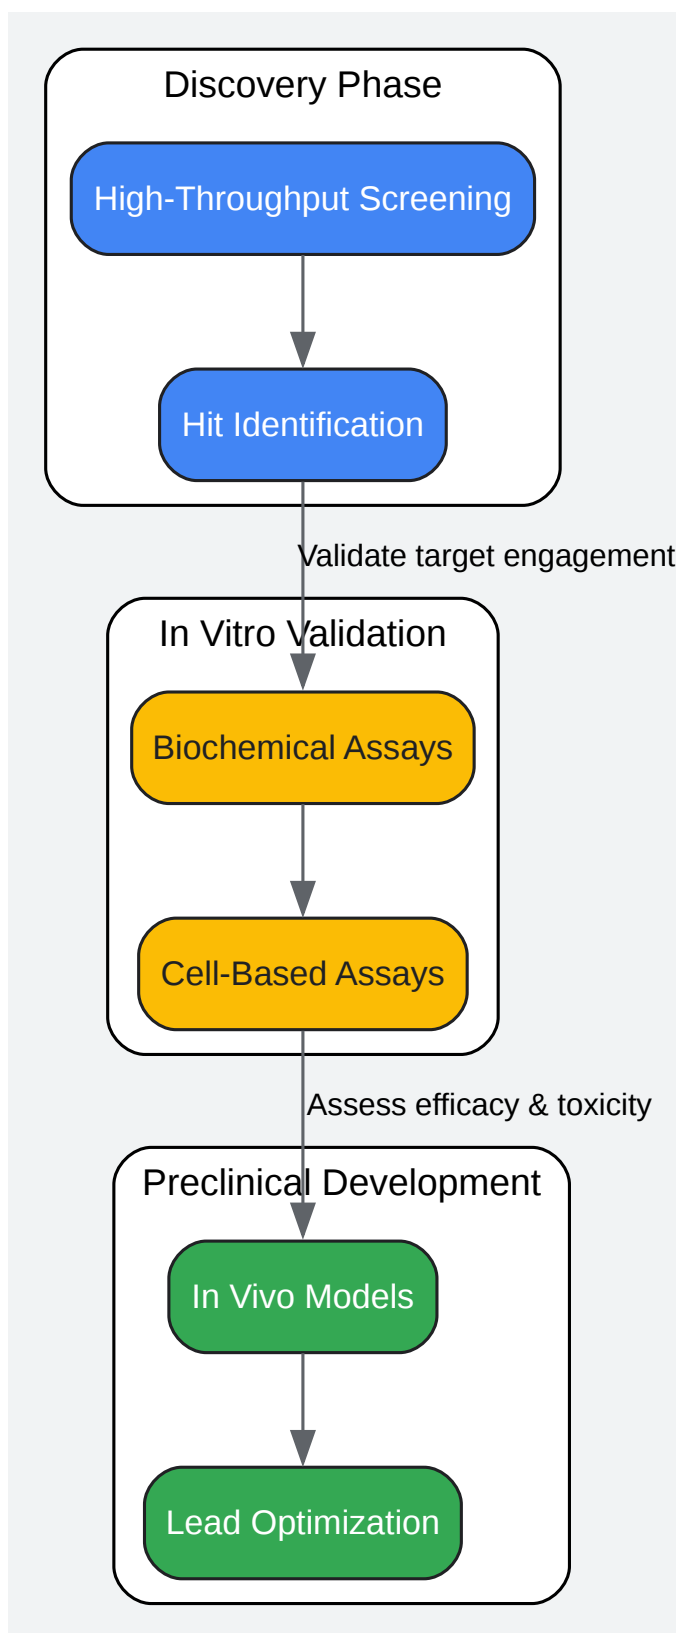 Discovery Phase
High-Throughput Screening
Hit Identification
Validate target engagement
In Vitro Validation
Biochemical Assays
Cell-Based Assays
Assess efficacy & toxicity
Preclinical Development
In Vivo Models
Lead Optimization